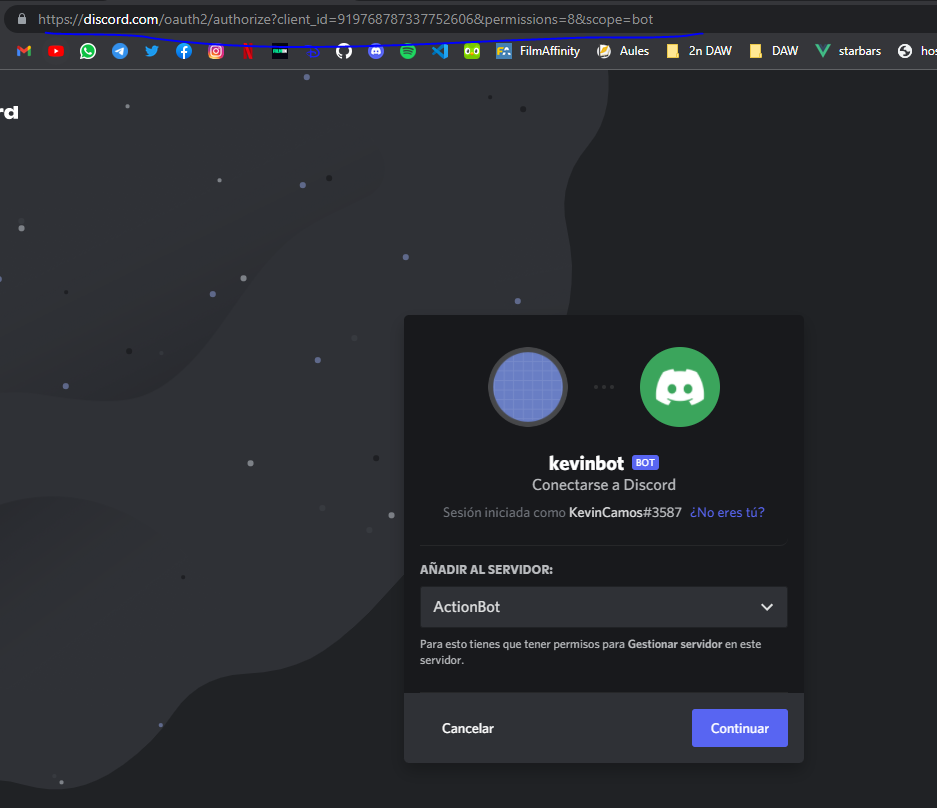 https://discord.com/oauth2/authorize?client_id=919768787337752606&permissions=8&scope=bot
FilmAffinity Aules 2n DAW DAW starbars hos
rd
kevinbot BOT
Conectarse a Discord
Sesión iniciada como KevinCamos#3587 ¿No eres tú?
AÑADIR AL SERVIDOR:
ActionBot
Para esto tienes que tener permisos para Gestionar servidor en este
servidor.
Cancelar Continuar